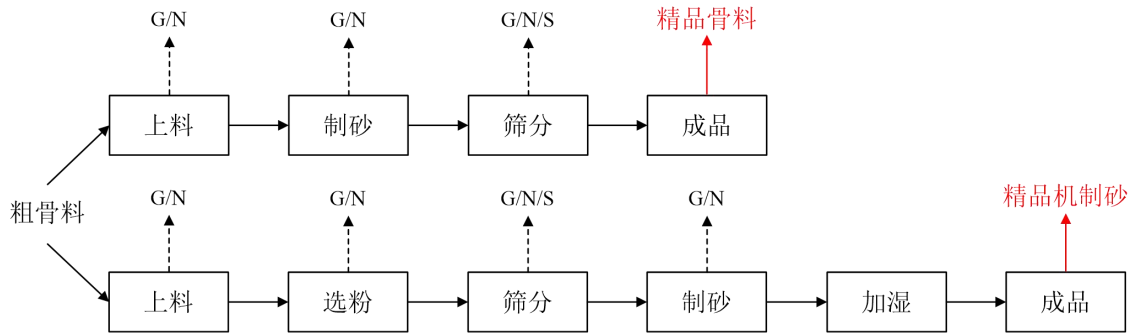 G/N G/N G/N/S 精品骨料
上料 制砂 筛分 成品
粗骨料
G/N G/N G/N/S G/N 精品机制砂
上料 选粉 筛分 制砂 加湿 成品